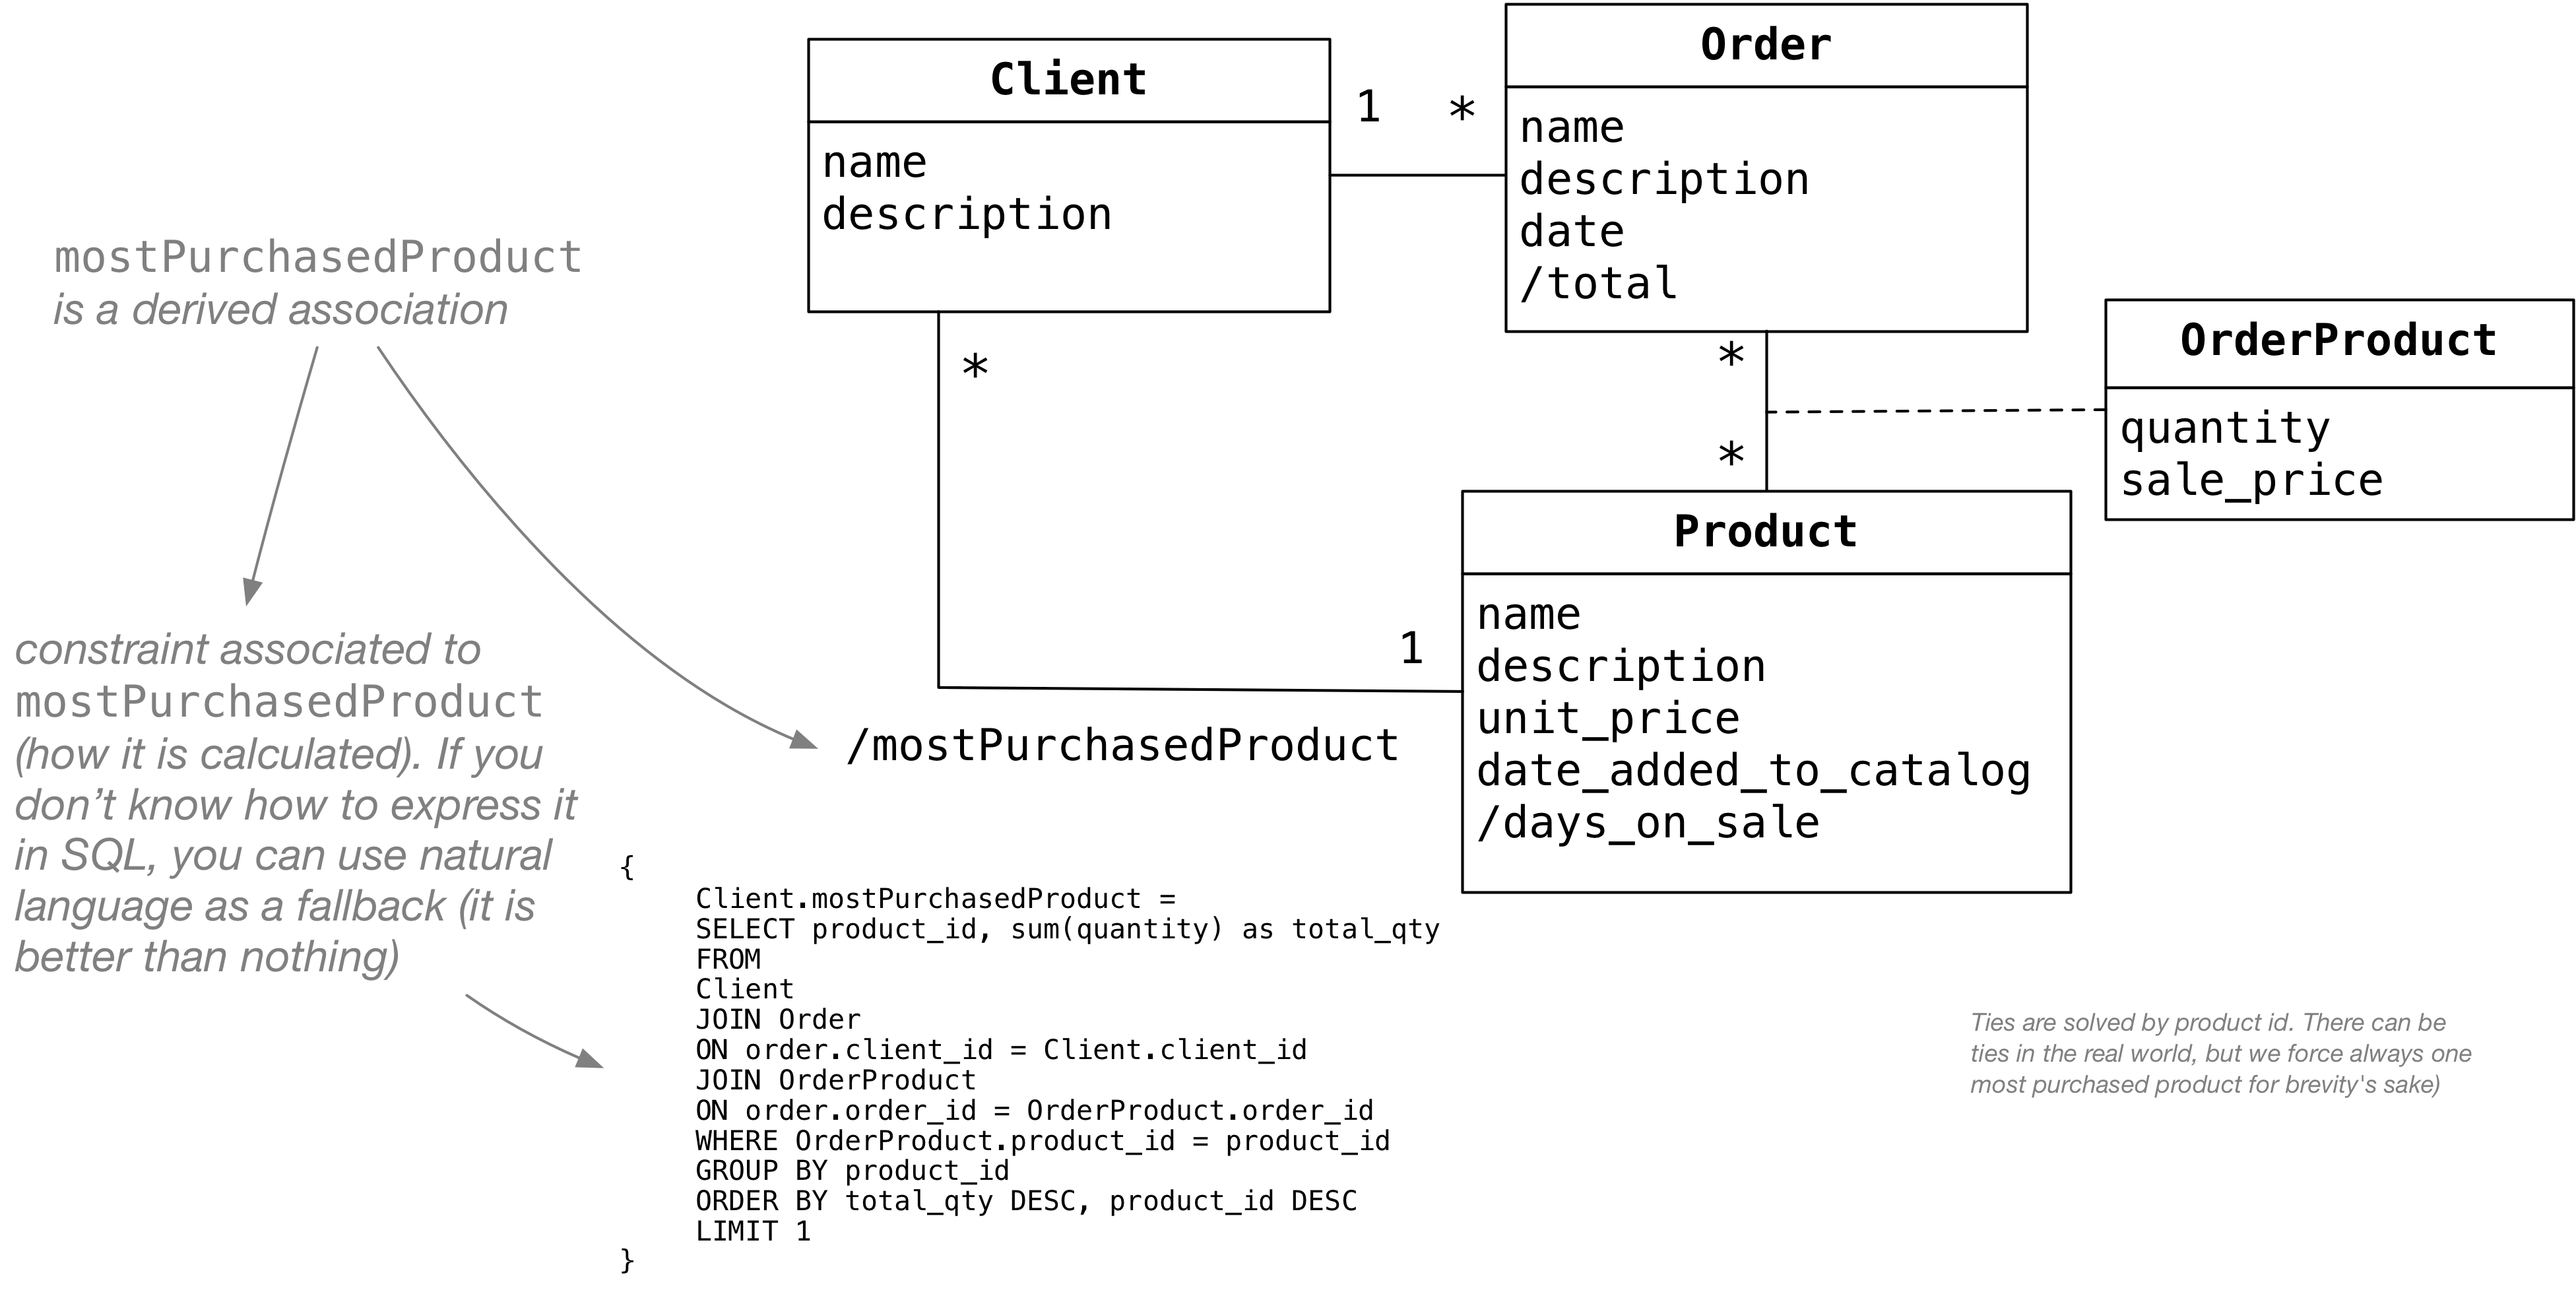 Client
name
description
1
*
Order
name
description
date
/total
mostPurchasedProduct
is a derived association
*
*
*
OrderProduct
quantity
sale_price
Product
name
description
unit_price
date_added_to_catalog
/days_on_sale
1
/mostPurchasedProduct
constraint associated to
mostPurchasedProduct
(how it is calculated). If you
don’t know how to express it
in SQL, you can use natural
language as a fallback (it is
better than nothing)
{
Client.mostPurchasedProduct =
SELECT product_id, sum(quantity) as total_qty
FROM
Client
JOIN Order
ON order.client_id = Client.client_id
JOIN OrderProduct
ON order.order_id = OrderProduct.order_id
WHERE OrderProduct.product_id = product_id
GROUP BY product_id
ORDER BY total_qty DESC, product_id DESC
LIMIT 1
}
Ties are solved by product id. There can be
ties in the real world, but we force always one
most purchased product for brevity's sake)